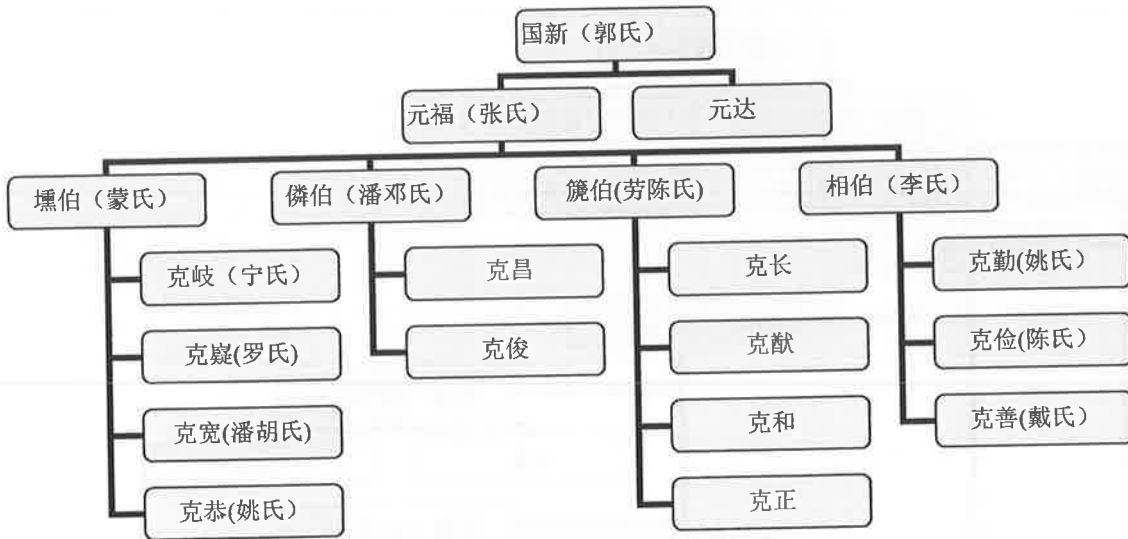 国新（郭氏）
元福（张氏）
元达
壎伯（蒙氏）
僯伯（潘邓氏）
篪伯(劳陈氏)
相伯（李氏）
克岐（宁氏）
克嶷(罗氏)
克宽(潘胡氏)
克恭(姚氏）
克昌
克俊
克长
克猷
克和
克正
克勤(姚氏）
克俭(陈氏）
克善(戴氏）